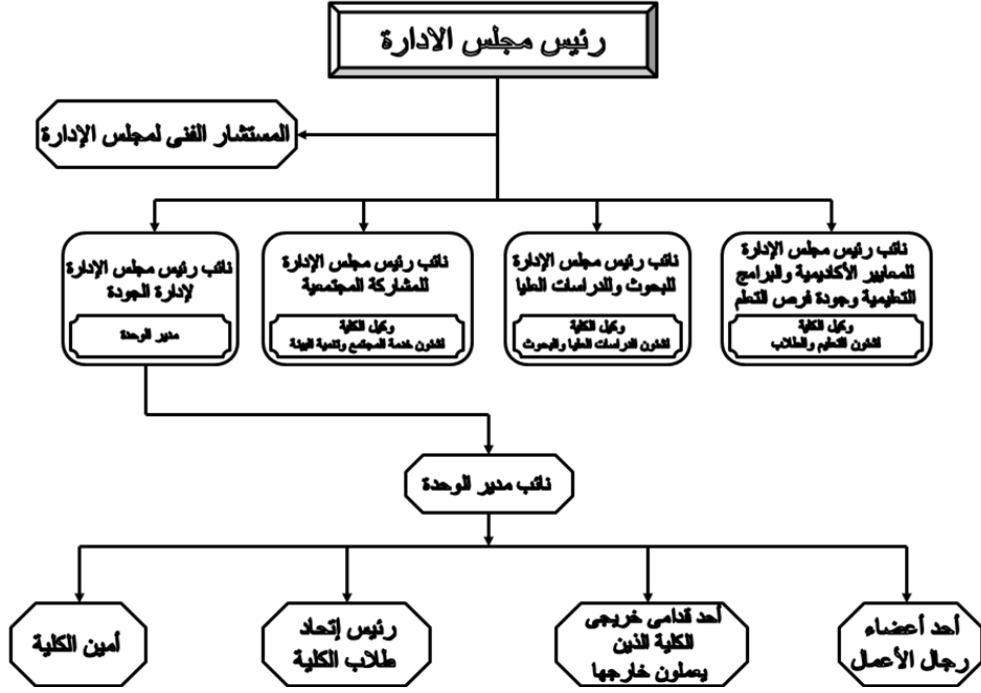 رئيس مجلس الادارة
المستشار الفنى لمجلس الإدارة
نائب رئيس مجلس الإدارة
للمعايير الأكاديمية والبرامج
التعليمية وجودة فرص التعلم
وكيل الكلية
لشئون التعليم والطلاب
نائب رئيس مجلس الإدارة
للبحوث وللدراسات العليا
وكيل الكلية
لشئون الدراسات العليا والبحوث
نائب رئيس مجلس الإدارة
للمشاركة المجتمعية
وكيل الكلية
لشئون خدمة المجتمع وتنمية البيئة
نائب رئيس مجلس الإدارة
لإدارة الجودة
مدير الوحدة
نائب مدير الوحدة
أحد أعضاء
رجال الأعمال
أحد قدامى خريجى
الكلية الذين
يعملون خارجها
رئيس إتحاد
طلاب الكلية
أمين الكلية